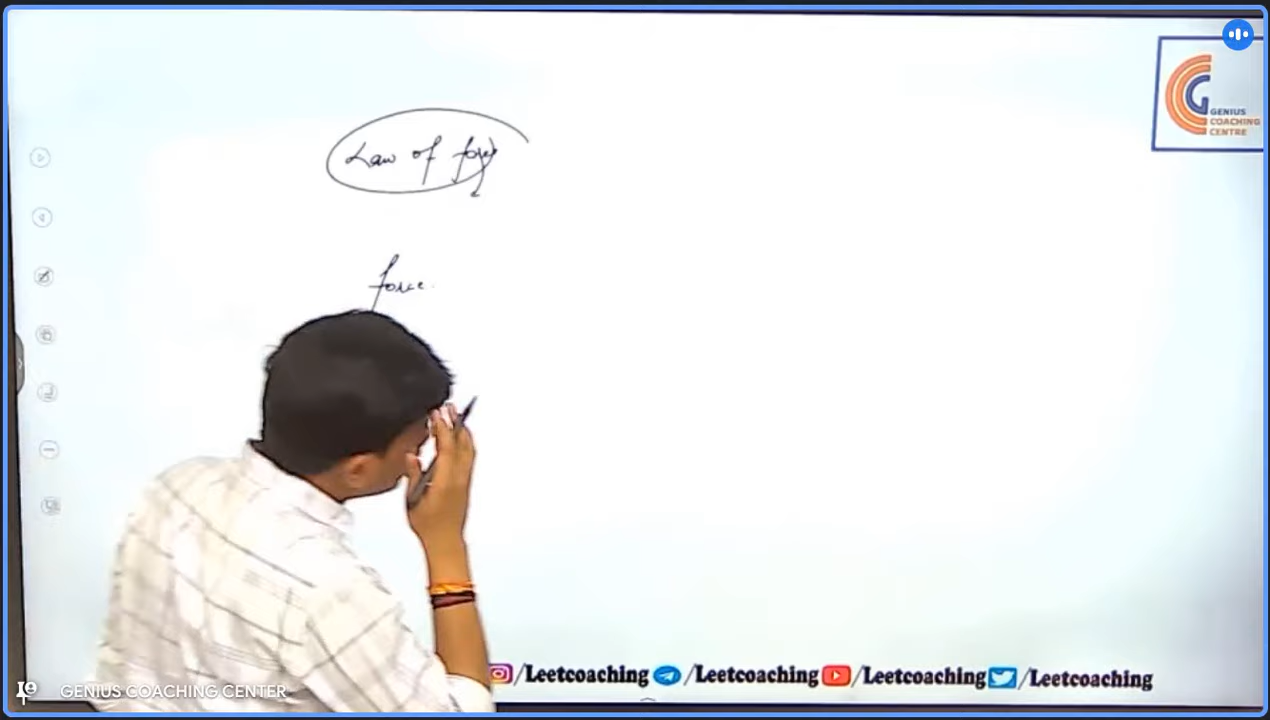 GENIUS
COACHING
CENTRE
Law of force
force.
/Leetcoaching /Leetcoaching /Leetcoaching /Leetcoaching
GENIUS COACHING CENTER